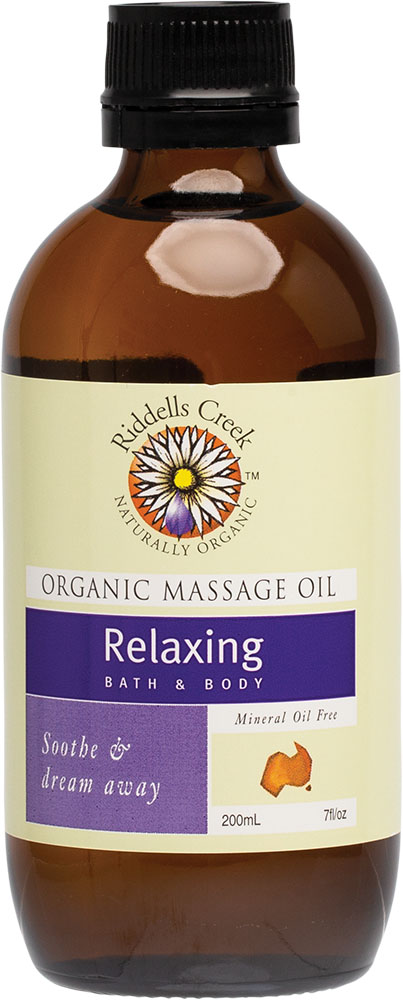 Riddells Creek
TM
NATURALLY ORGANIC
ORGANIC MASSAGE OIL
Relaxing
BATH & BODY
Mineral Oil Free
Soothe &
dream away
200mL 7fl/oz